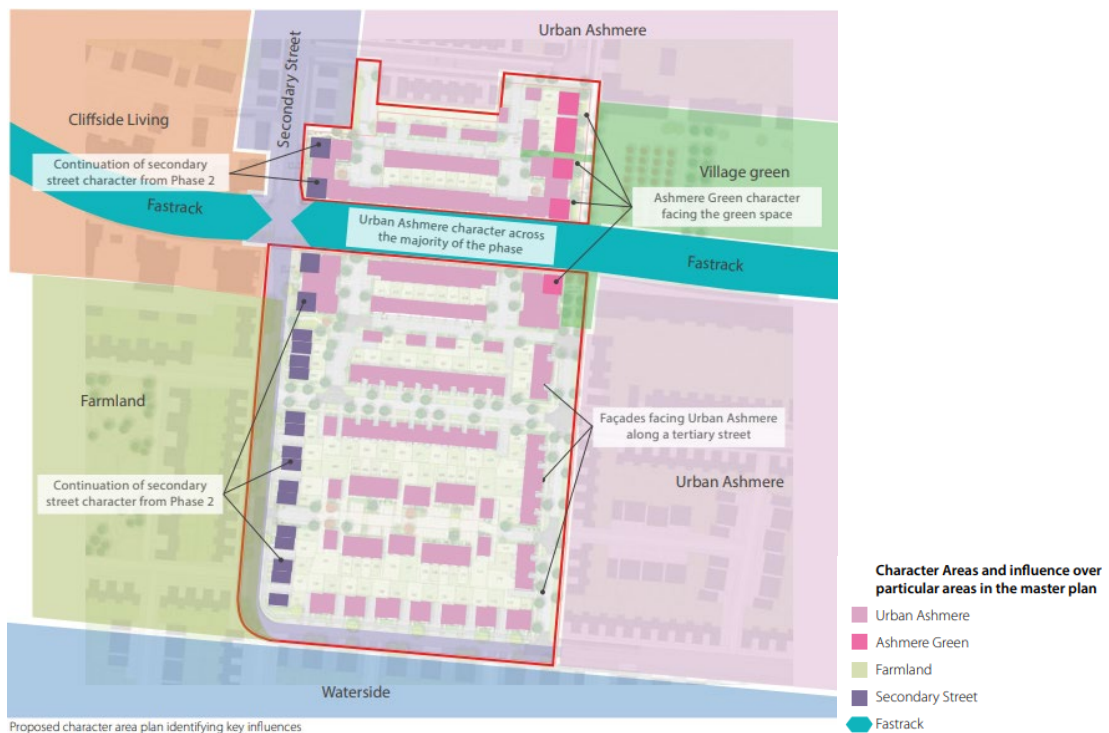 Urban Ashmere
Secondary Street
Cliffside Living
Continuation of secondary
street character from Phase 2
Village green
Ashmere Green character
facing the green space
Fastrack
Urban Ashmere character across
the majority of the phase
Fastrack
Farmland
Façades facing Urban Ashmere
along a tertiary street
Continuation of secondary
street character from Phase 2
Urban Ashmere
Waterside
Character Areas and influence over
particular areas in the master plan
Urban Ashmere
Ashmere Green
Farmland
Secondary Street
Fastrack
Proposed character area plan identifying key influences